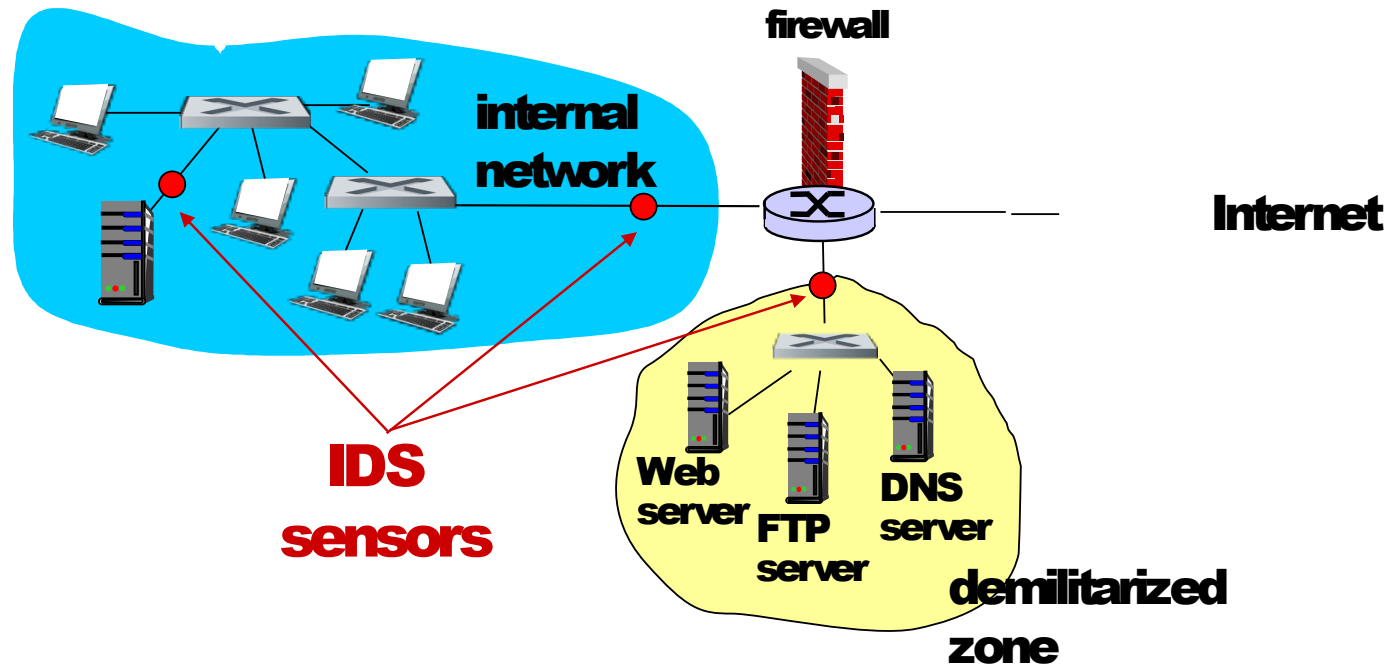 firewall
internal
network
Internet
IDS
sensors
Web
server
FTP
server
DNS
server
demilitarized
zone